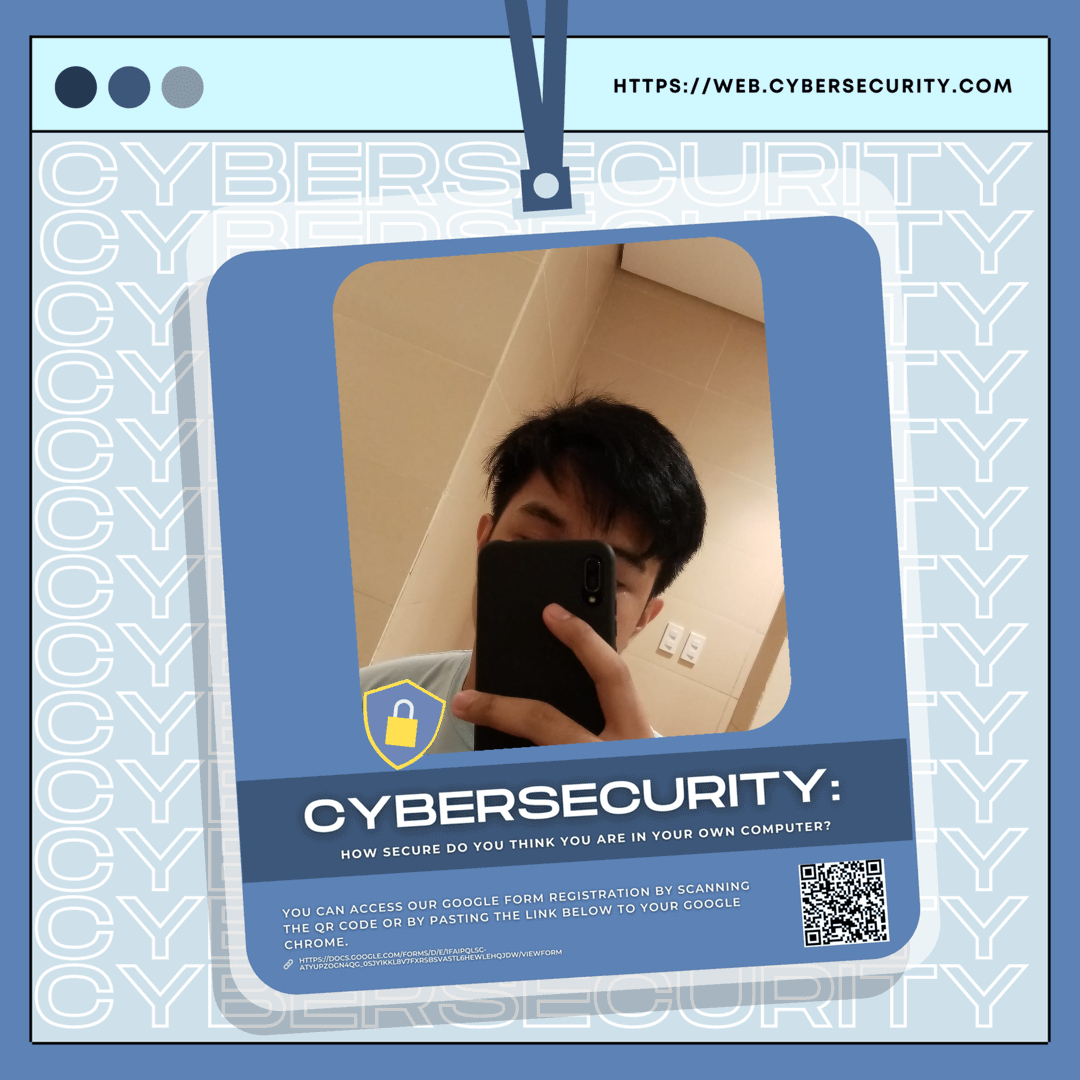 HTTPS://WEB.CYBERSECURITY.COM
CYBERSECURITY
CYBERSECURITY:
HOW SECURE DO YOU THINK YOU ARE IN YOUR OWN COMPUTER?
YOU CAN ACCESS OUR GOOGLE FORM REGISTRATION BY SCANNING
THE QR CODE OR BY PASTING THE LINK BELOW TO YOUR GOOGLE
CHROME.
CYBERSECURITY